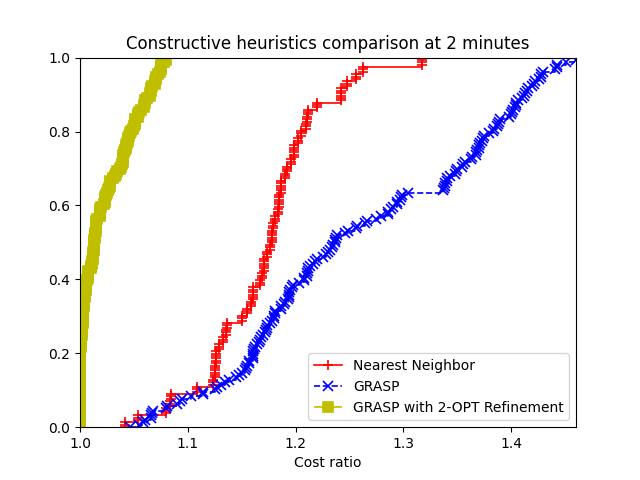 Constructive heuristics comparison at 2 minutes
1.0
0.8
0.6
0.4
0.2
0.0
Nearest Neighbor
GRASP
GRASP with 2-OPT Refinement
1.0 1.1 1.2 1.3 1.4
Cost ratio